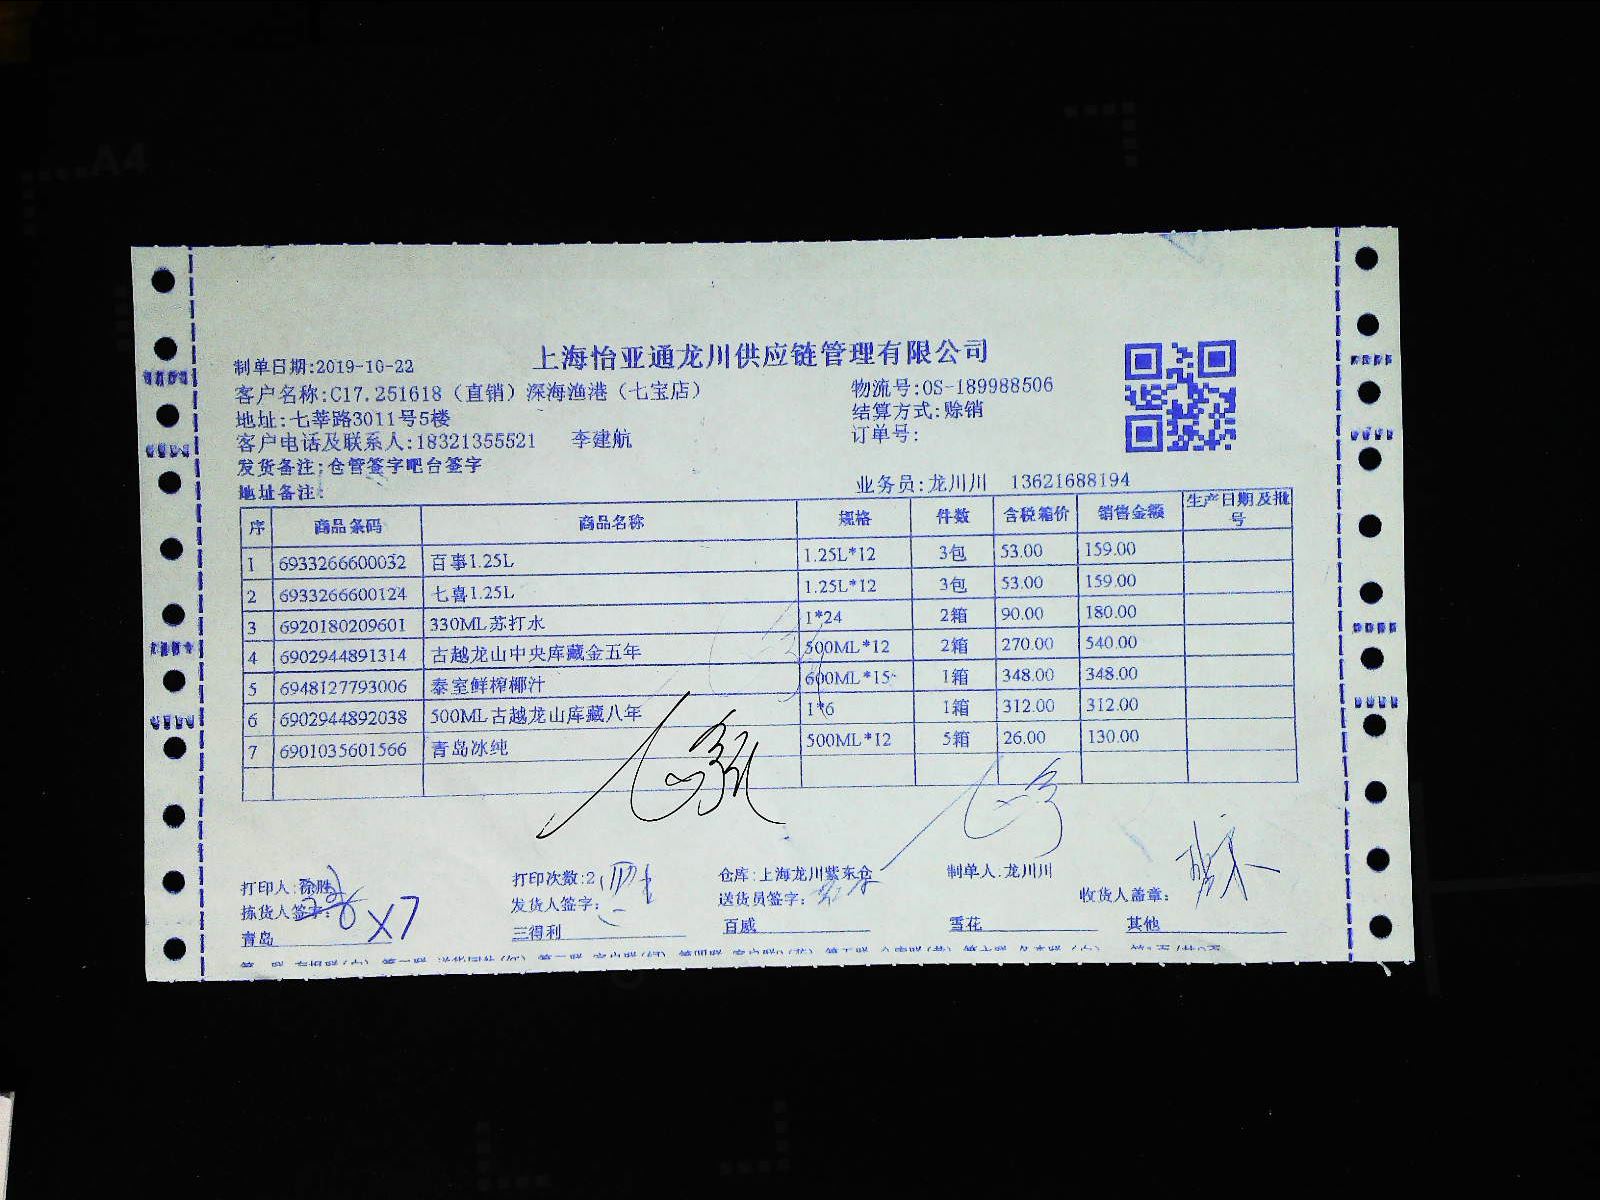 A4
上海怡亚通龙川供应链管理有限公司
制单日期:2019-10-22
客户名称:C17.251618（直销）深海渔港（七宝店） 物流号:OS-189988506
地址:七莘路3011号5楼 结算方式:赊销
客户电话及联系人:18321355521 李建航 订单号:
发货备注:仓管签字吧台签字
地址备注: 业务员:龙川川 13621688194
序 商品条码 商品名称 规格 件数 含税箱价 销售金额 生产日期及批号
1 6933266600032 百事1.25L 1.25L*12 3包 53.00 159.00
2 6933266600124 七喜1.25L 1.25L*12 3包 53.00 159.00
3 6920180209601 330ML苏打水 1*24 2箱 90.00 180.00
4 6902944891314 古越龙山中央库藏金五年 500ML*12 2箱 270.00 540.00
5 6948127793006 泰室鲜榨椰汁 600ML*15 1箱 348.00 348.00
6 6902944892038 500ML古越龙山库藏八年 1*6 1箱 312.00 312.00
7 6901035601566 青岛冰纯 500ML*12 5箱 26.00 130.00
打印人:徐胜 打印次数:2 仓库:上海龙川紫东仓 制单人:龙川川
拣货人签字: X7 发货人签字: 送货员签字: 收货人盖章:
青岛 三得利 百威 雪花 其他